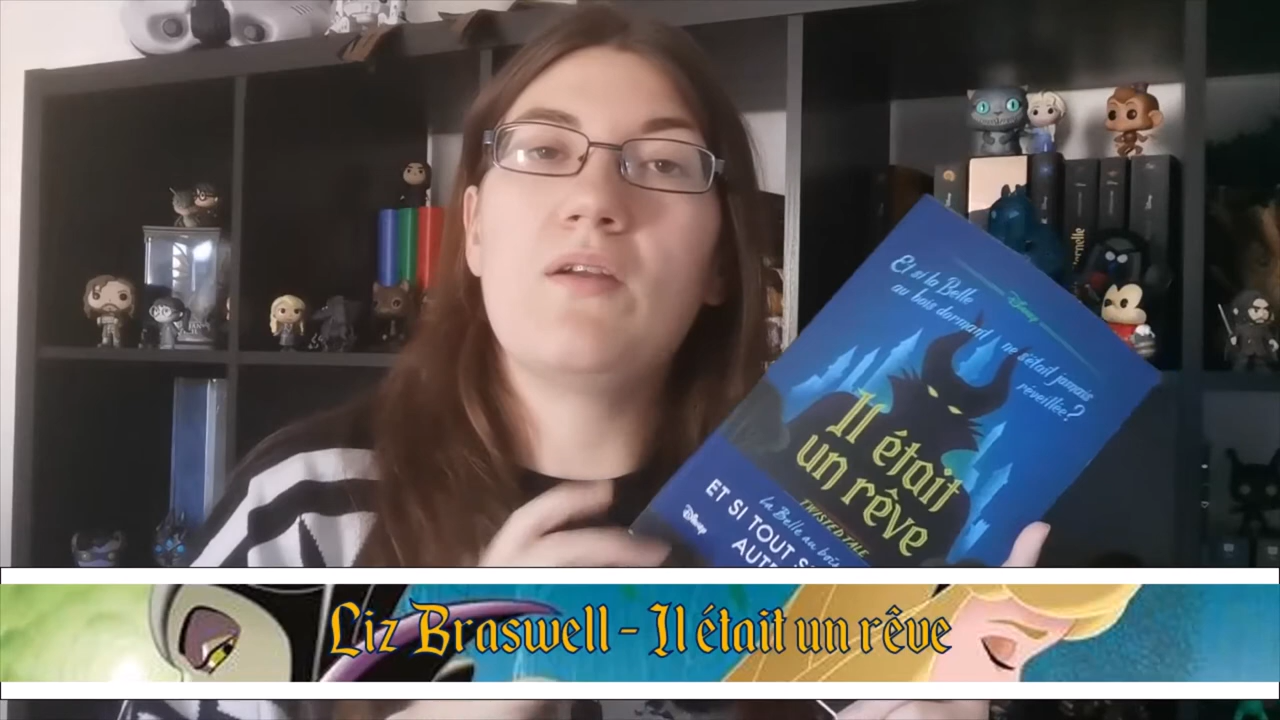 Disney
Et si la Belle
au bois dormant ne s'était jamais
réveillée?
Il était
un rêve
TWISTED TALE
La Belle au bois
ET SI TOUT
Disney
Liz Braswell - Il était un rêve